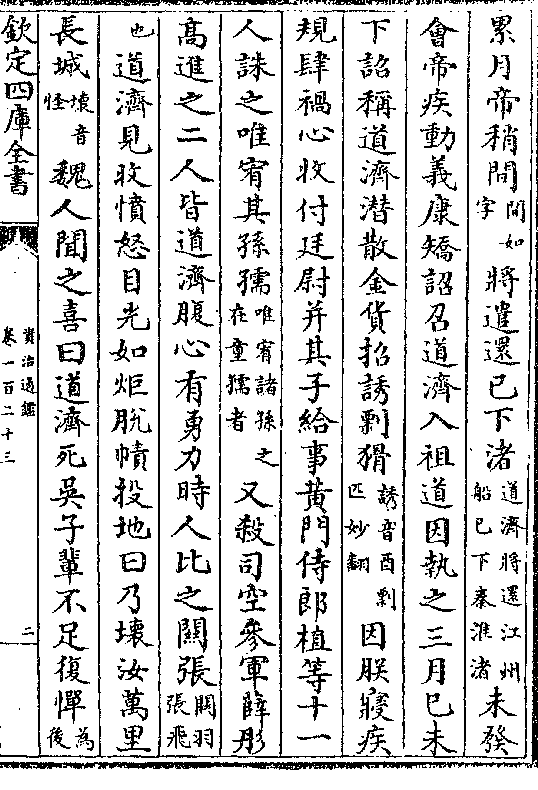 累月帝稍間間如字將遣還已下渚道濟將還江州船已下秦淮渚未發
會帝疾動義康矯詔召道濟入祖道因執之三月己未
下詔稱道濟潛散金貨招誘剽猾誘音酉剽匹妙翻因朕寢疾
規肆禍心收付廷尉并其子給事黃門侍郎植等十一
人誅之唯宥其孫孺唯宥諸孫之在童孺者又殺司空參軍薛彤
髙進之二人皆道濟腹心有勇力時人比之關張關羽張飛
也道濟見收憤怒目光如炬脫幘投地曰乃壞汝萬里
長城壞音怪魏人聞之喜曰道濟死吳子輩不足復憚為後
欽定四庫全書
資治通鑑
卷一百二十三
二